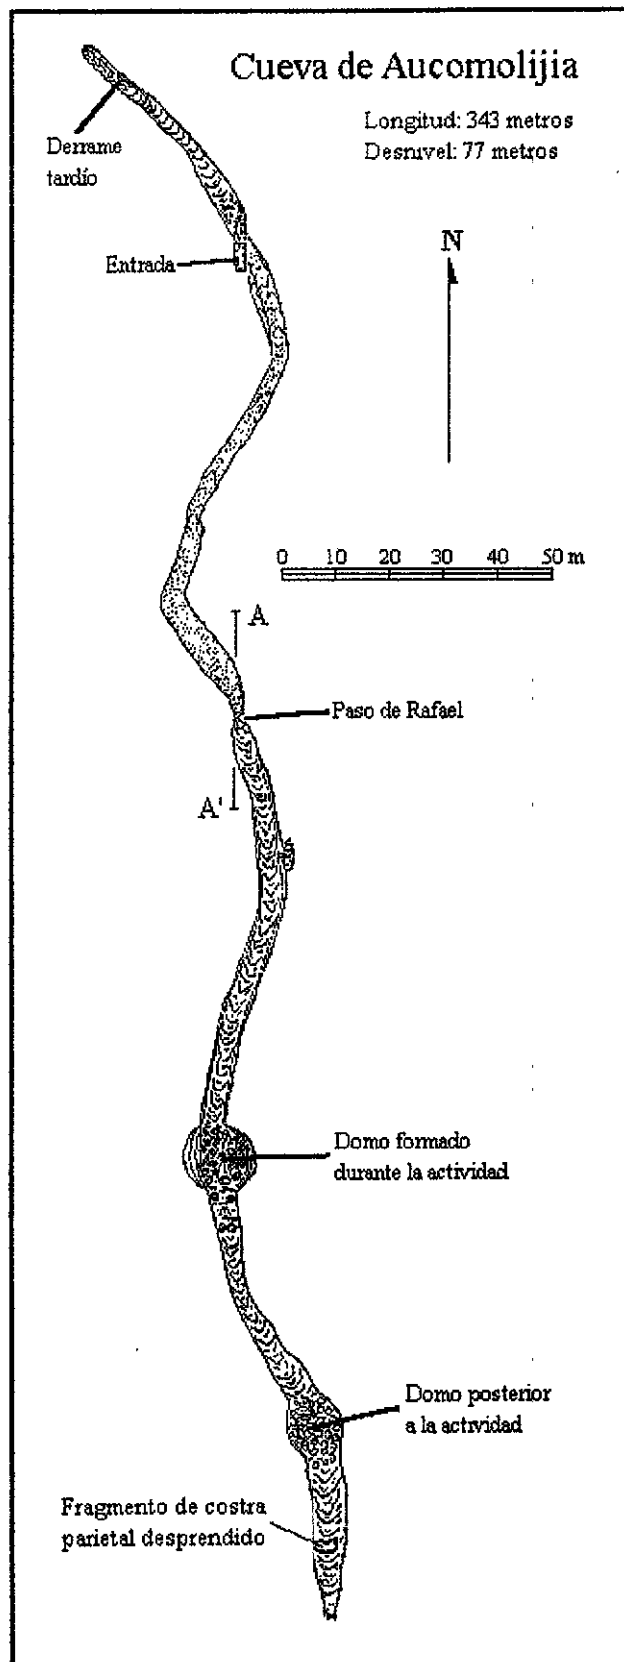 Cueva de Aucomolijia
Longitud: 343 metros
Desnivel: 77 metros
Derrame
tardío
N
Entrada
0 10 20 30 40 50 m
A
Paso de Rafael
A'
Domo formado
durante la actividad
Domo posterior
a la actividad
Fragmento de costra
parietal desprendido